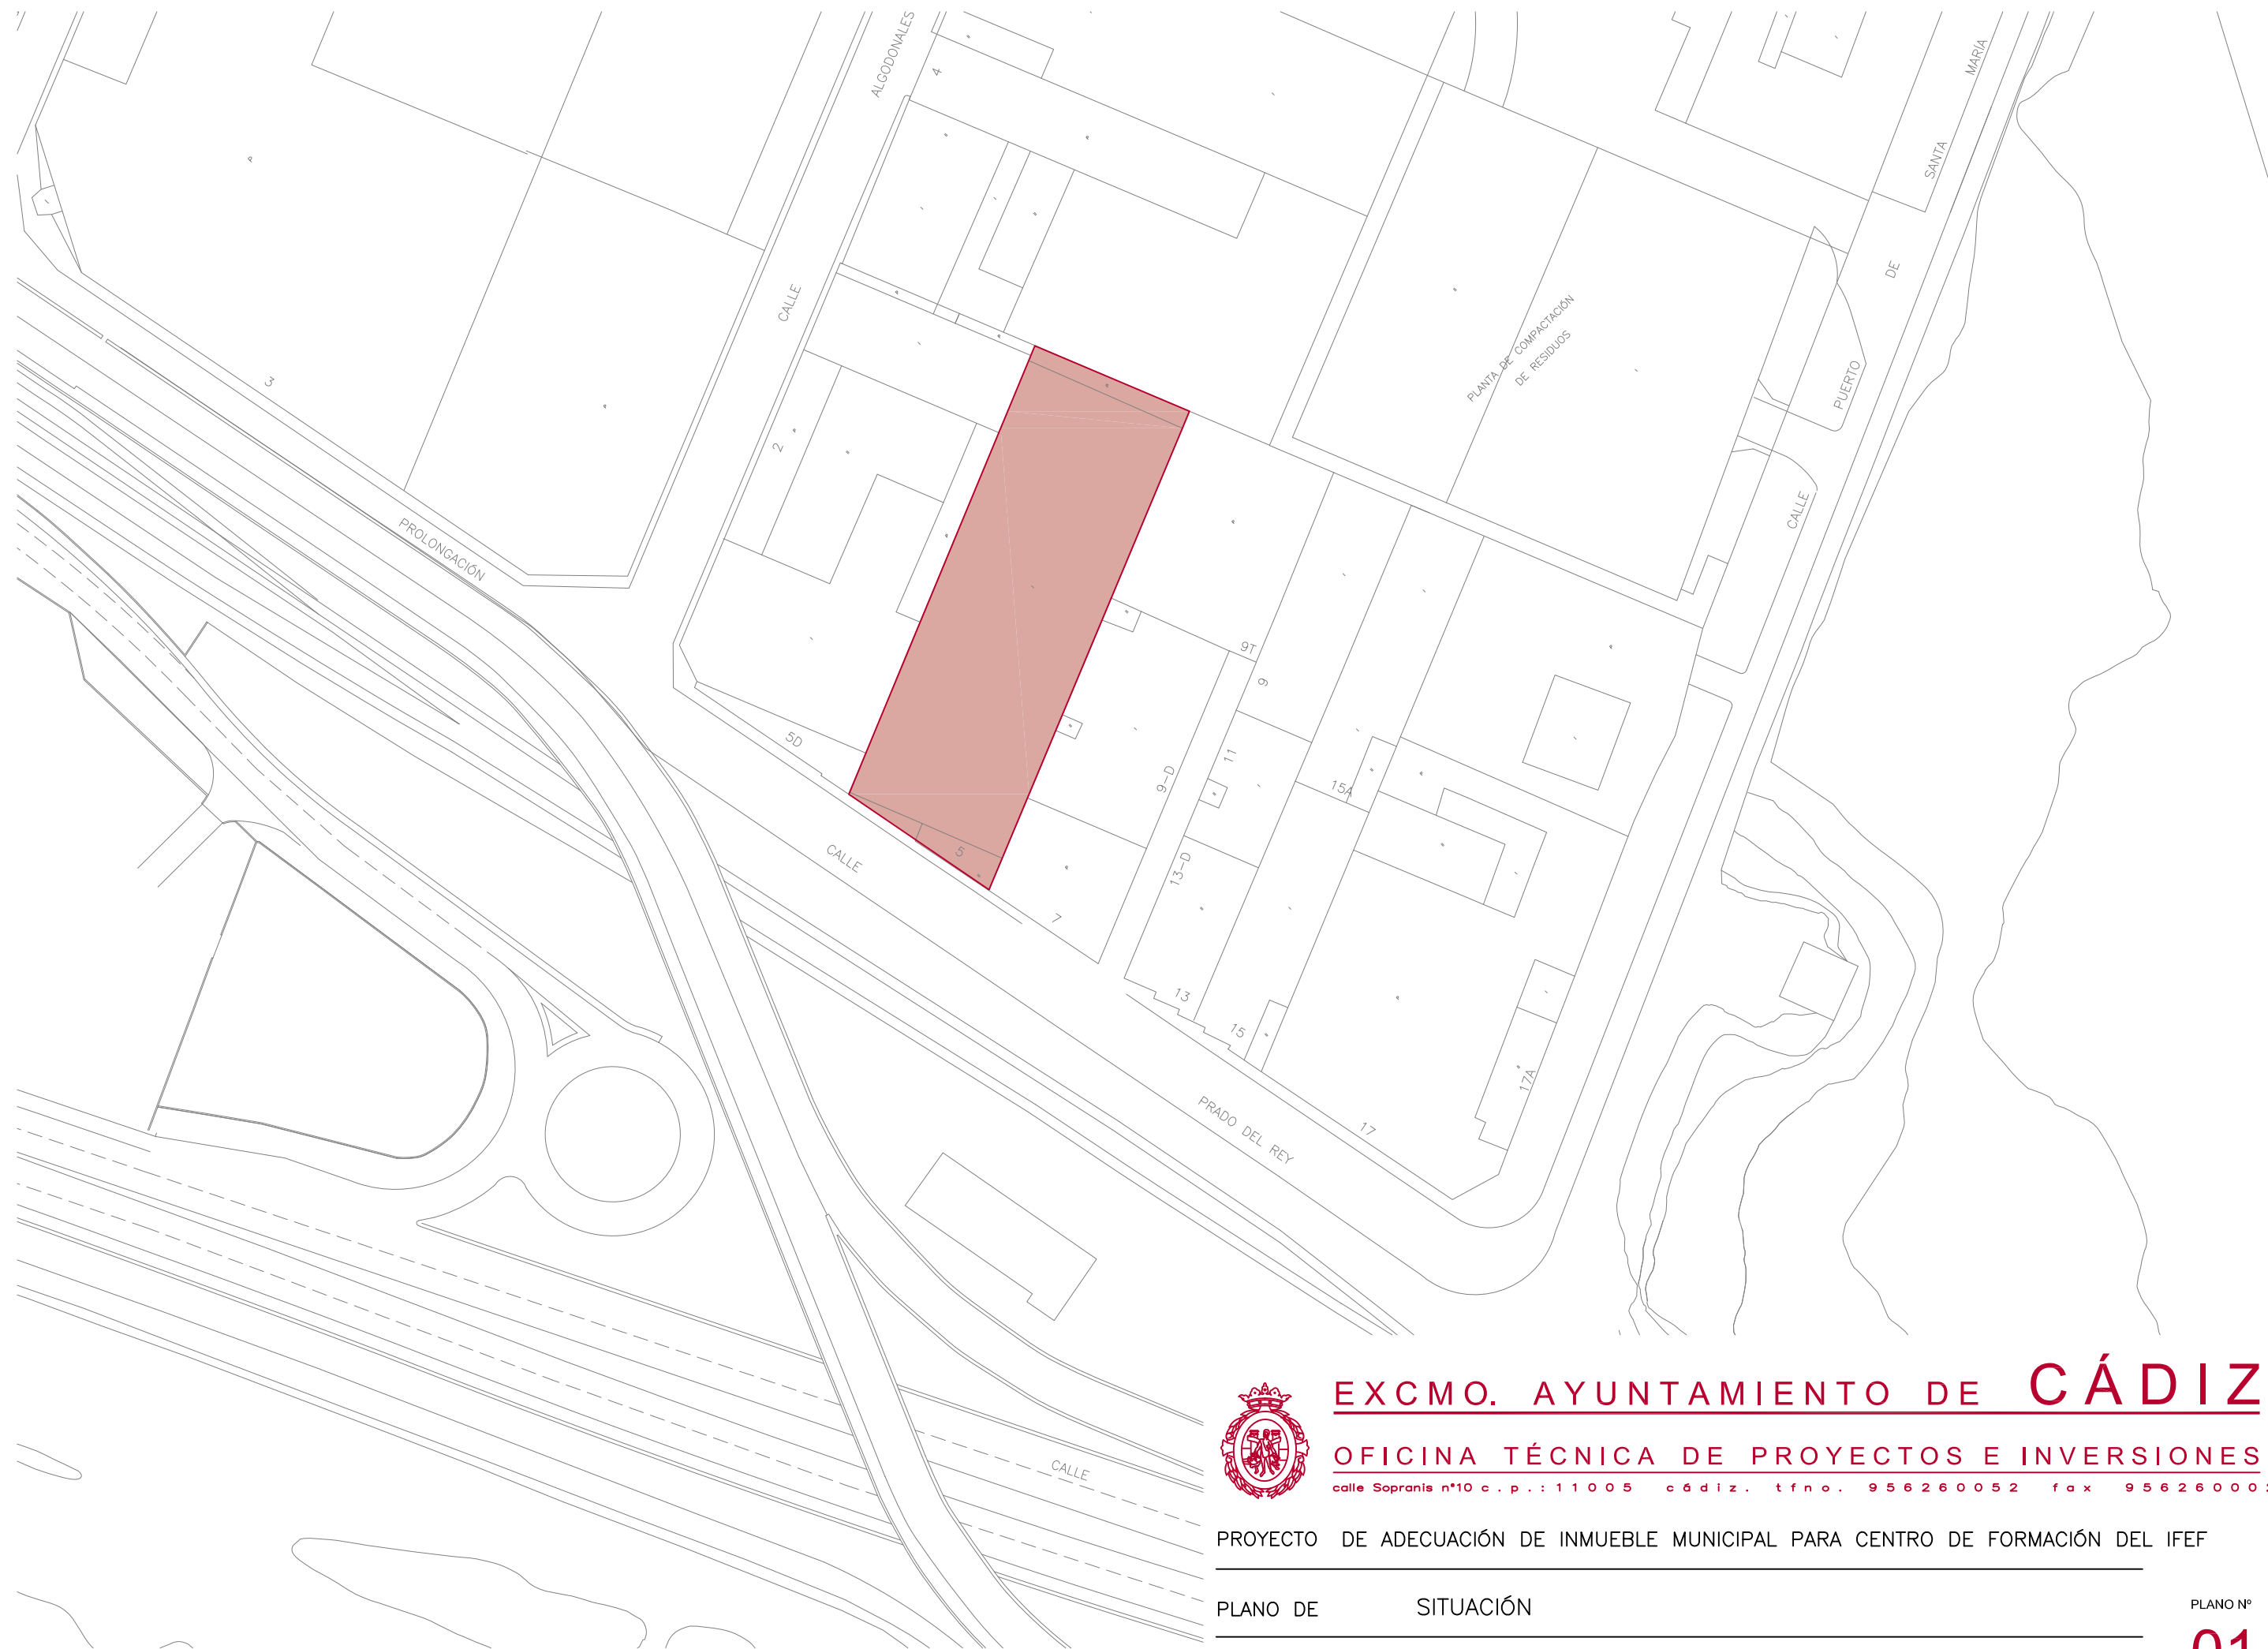 ALGODONALES
4
CALLE
2
3
PROLONGACIÓN
MARÍA
SANTA
DE
PUERTO
CALLE
PLANTA DE COMPACTACIÓN
DE RESIDUOS
5D
5
7
9T
9
9-D
11
13-D
13
15A
15
17A
17
CALLE
PRADO DEL REY
CALLE
EXCMO. AYUNTAMIENTO DE CÁDIZ
OFICINA TÉCNICA DE PROYECTOS E INVERSIONES
calle Sopranis nº10 c.p.: 11005 cádiz. tfno. 956260052 fax 95626000
PROYECTO DE ADECUACIÓN DE INMUEBLE MUNICIPAL PARA CENTRO DE FORMACIÓN DEL IFEF
PLANO DE SITUACIÓN
PLANO Nº
01